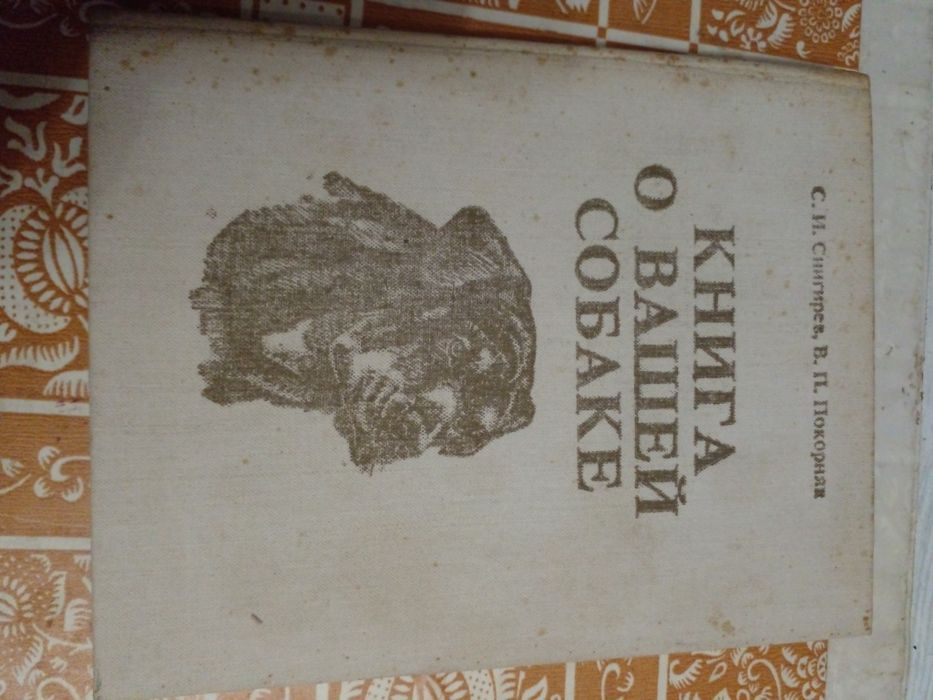 С. И. Снигирев, В. П. Покорняк
КНИГА
О ВАШЕЙ
СОБАКЕ